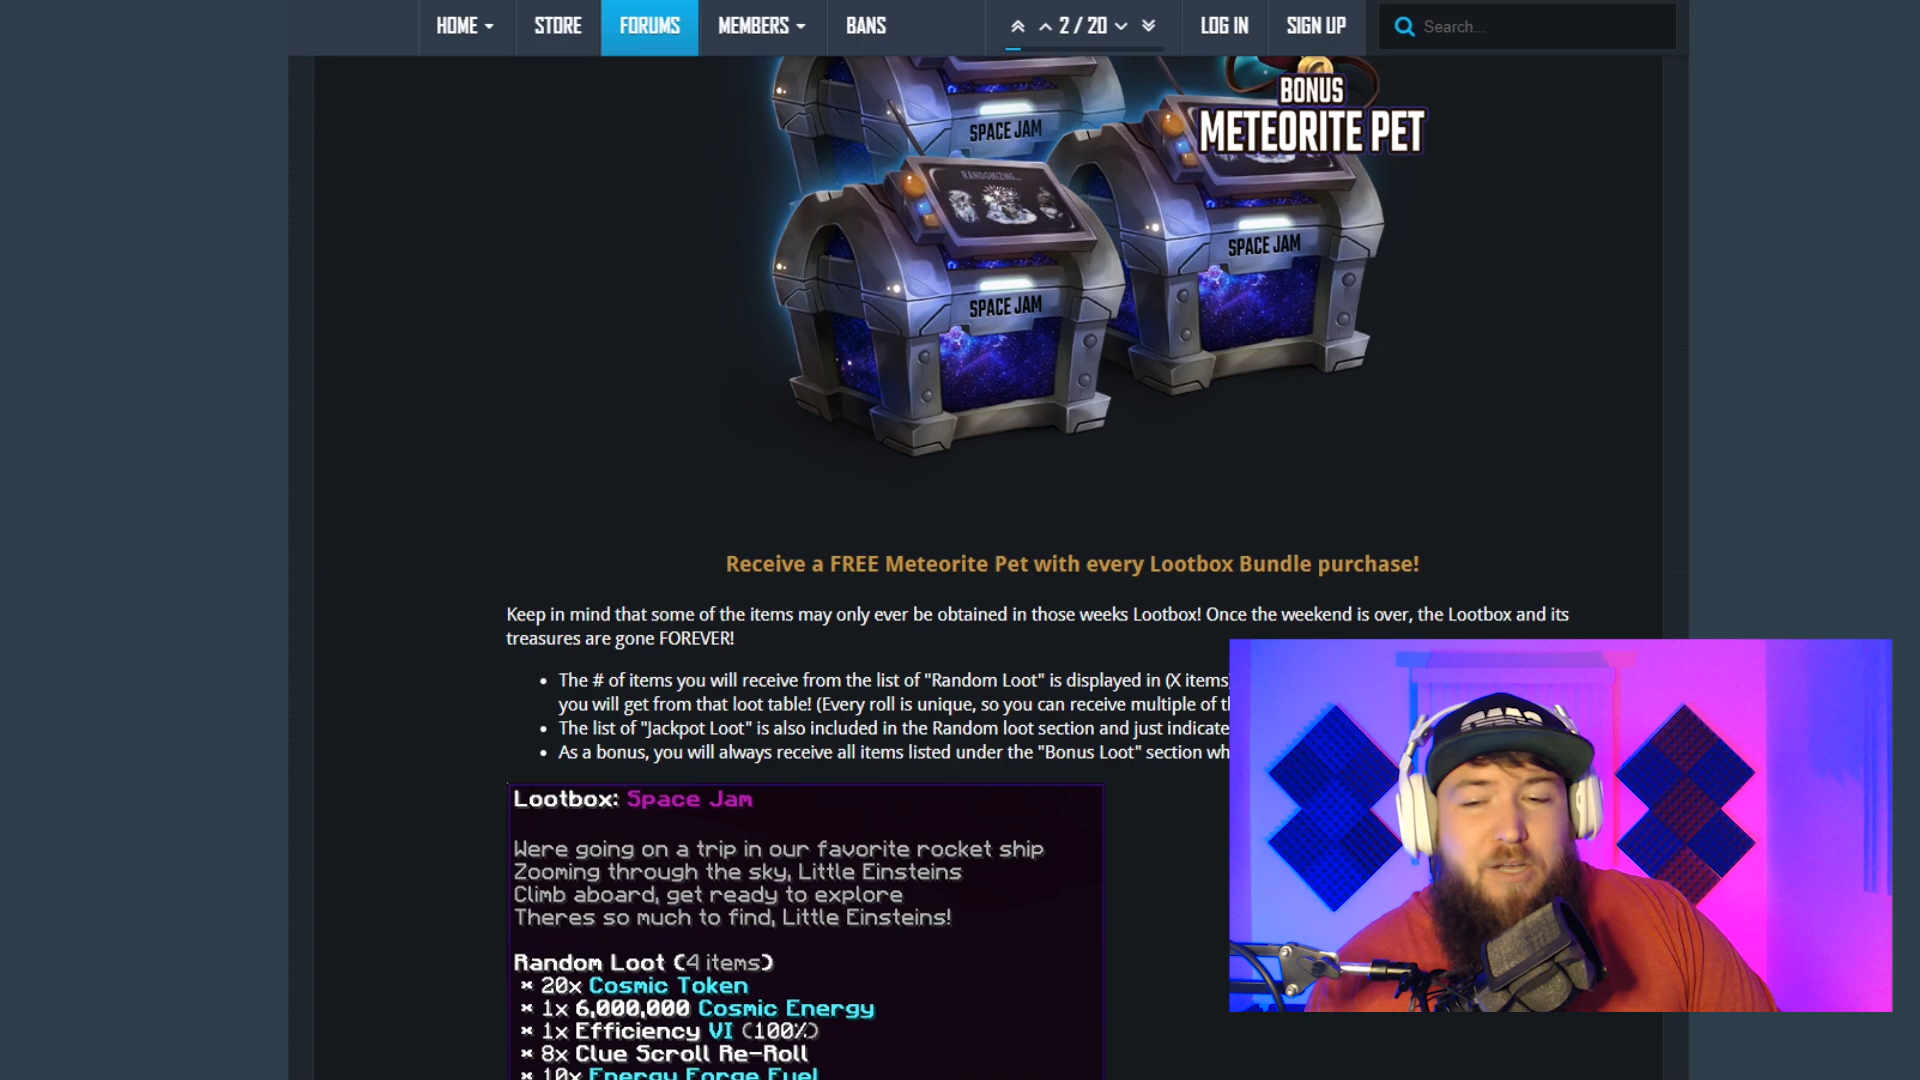 HOME STORE FORUMS MEMBERS BANS 2 / 20 LOG IN SIGN UP Search...
BONUS
METEORITE PET
SPACE JAM
RANDOMIZING...
SPACE JAM
SPACE JAM
Receive a FREE Meteorite Pet with every Lootbox Bundle purchase!
Keep in mind that some of the items may only ever be obtained in those weeks Lootbox! Once the weekend is over, the Lootbox and its
treasures are gone FOREVER!
• The # of items you will receive from the list of "Random Loot" is displayed in (X items)
you will get from that loot table! (Every roll is unique, so you can receive multiple of
• The list of "Jackpot Loot" is also included in the Random loot section and just indicate
• As a bonus, you will always receive all items listed under the "Bonus Loot" section
Lootbox: Space Jam
Were going on a trip in our favorite rocket ship
Zooming through the sky, Little Einsteins
Climb aboard, get ready to explore
Theres so much to find, Little Einsteins!
Random Loot (4 items)
* 20x Cosmic Token
* 1x 6,000,000 Cosmic Energy
* 1x Efficiency VI (100%)
* 8x Clue Scroll Re-Roll
* 10x Energy Forge Fuel